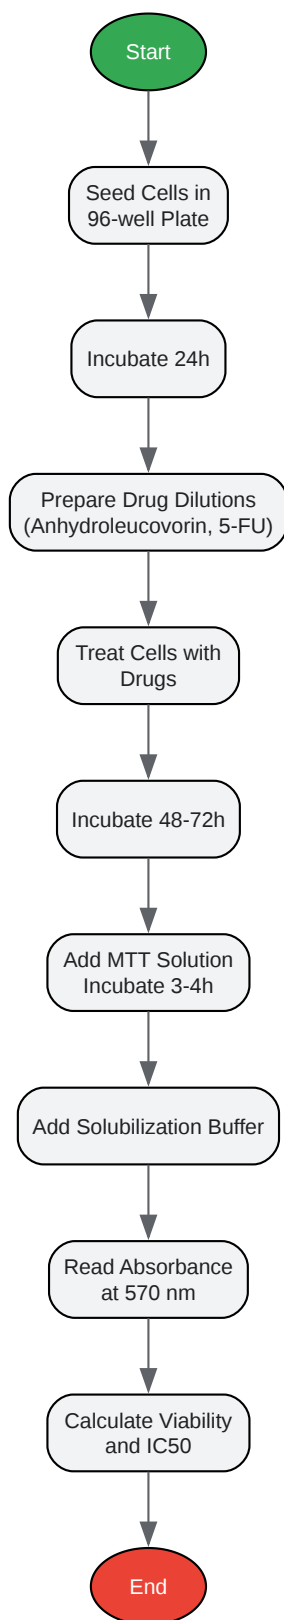 Start
Seed Cells in
96-well Plate
Incubate 24h
Prepare Drug Dilutions
(Anhydroleucovorin, 5-FU)
Treat Cells with
Drugs
Incubate 48-72h
Add MTT Solution
Incubate 3-4h
Add Solubilization Buffer
Read Absorbance
at 570 nm
Calculate Viability
and IC50
End